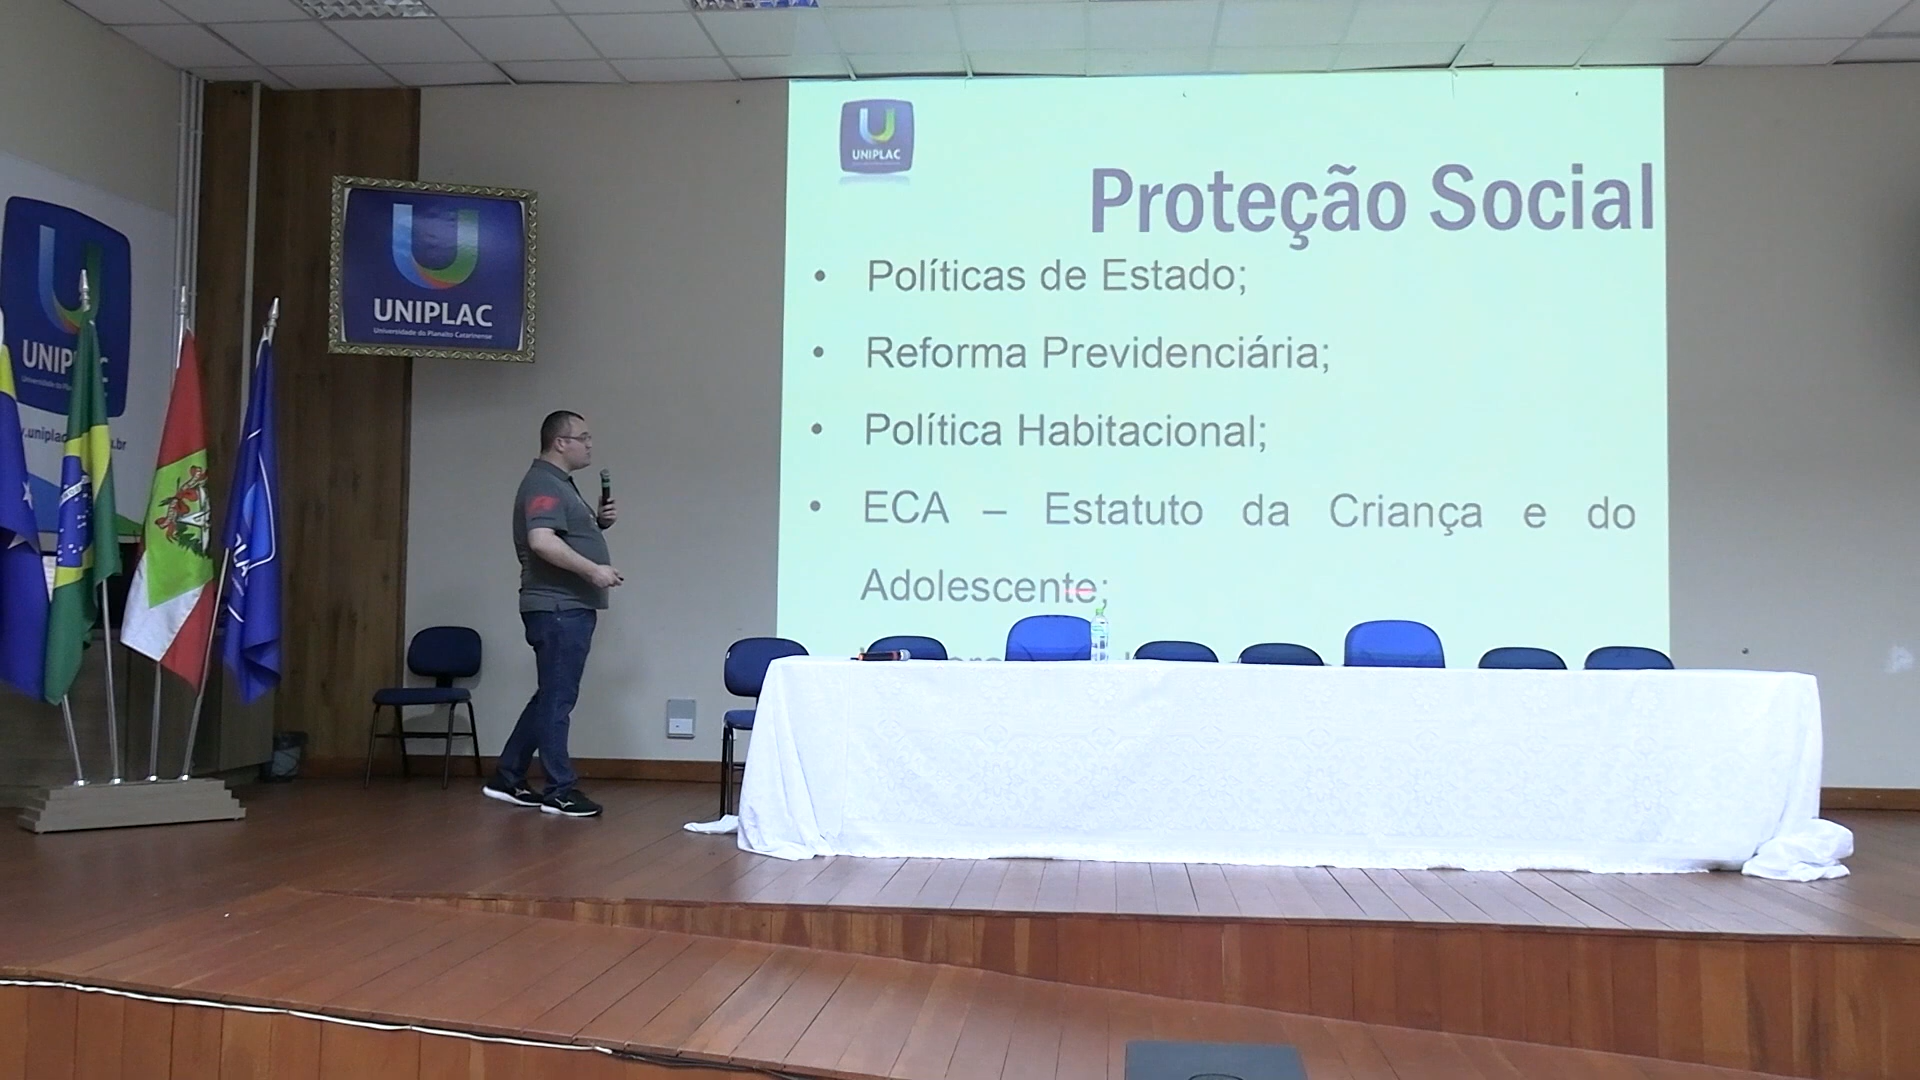 UNIPLAC
Proteção Social
• Políticas de Estado;
• Reforma Previdenciária;
• Política Habitacional;
• ECA – Estatuto da Criança e do
Adolescente;
UNIPLAC
Universidade do Planalto Catarinense
UNIPLAC